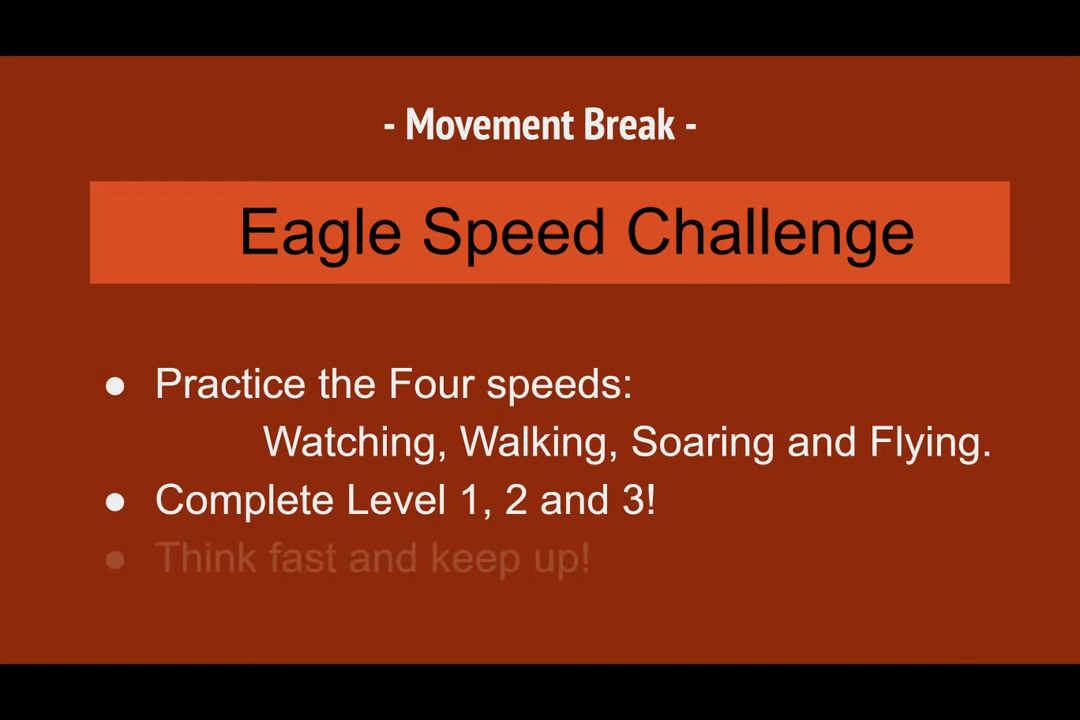 - Movement Break -
Eagle Speed Challenge
● Practice the Four speeds:
Watching, Walking, Soaring and Flying.
● Complete Level 1, 2 and 3!
● Think fast and keep up!